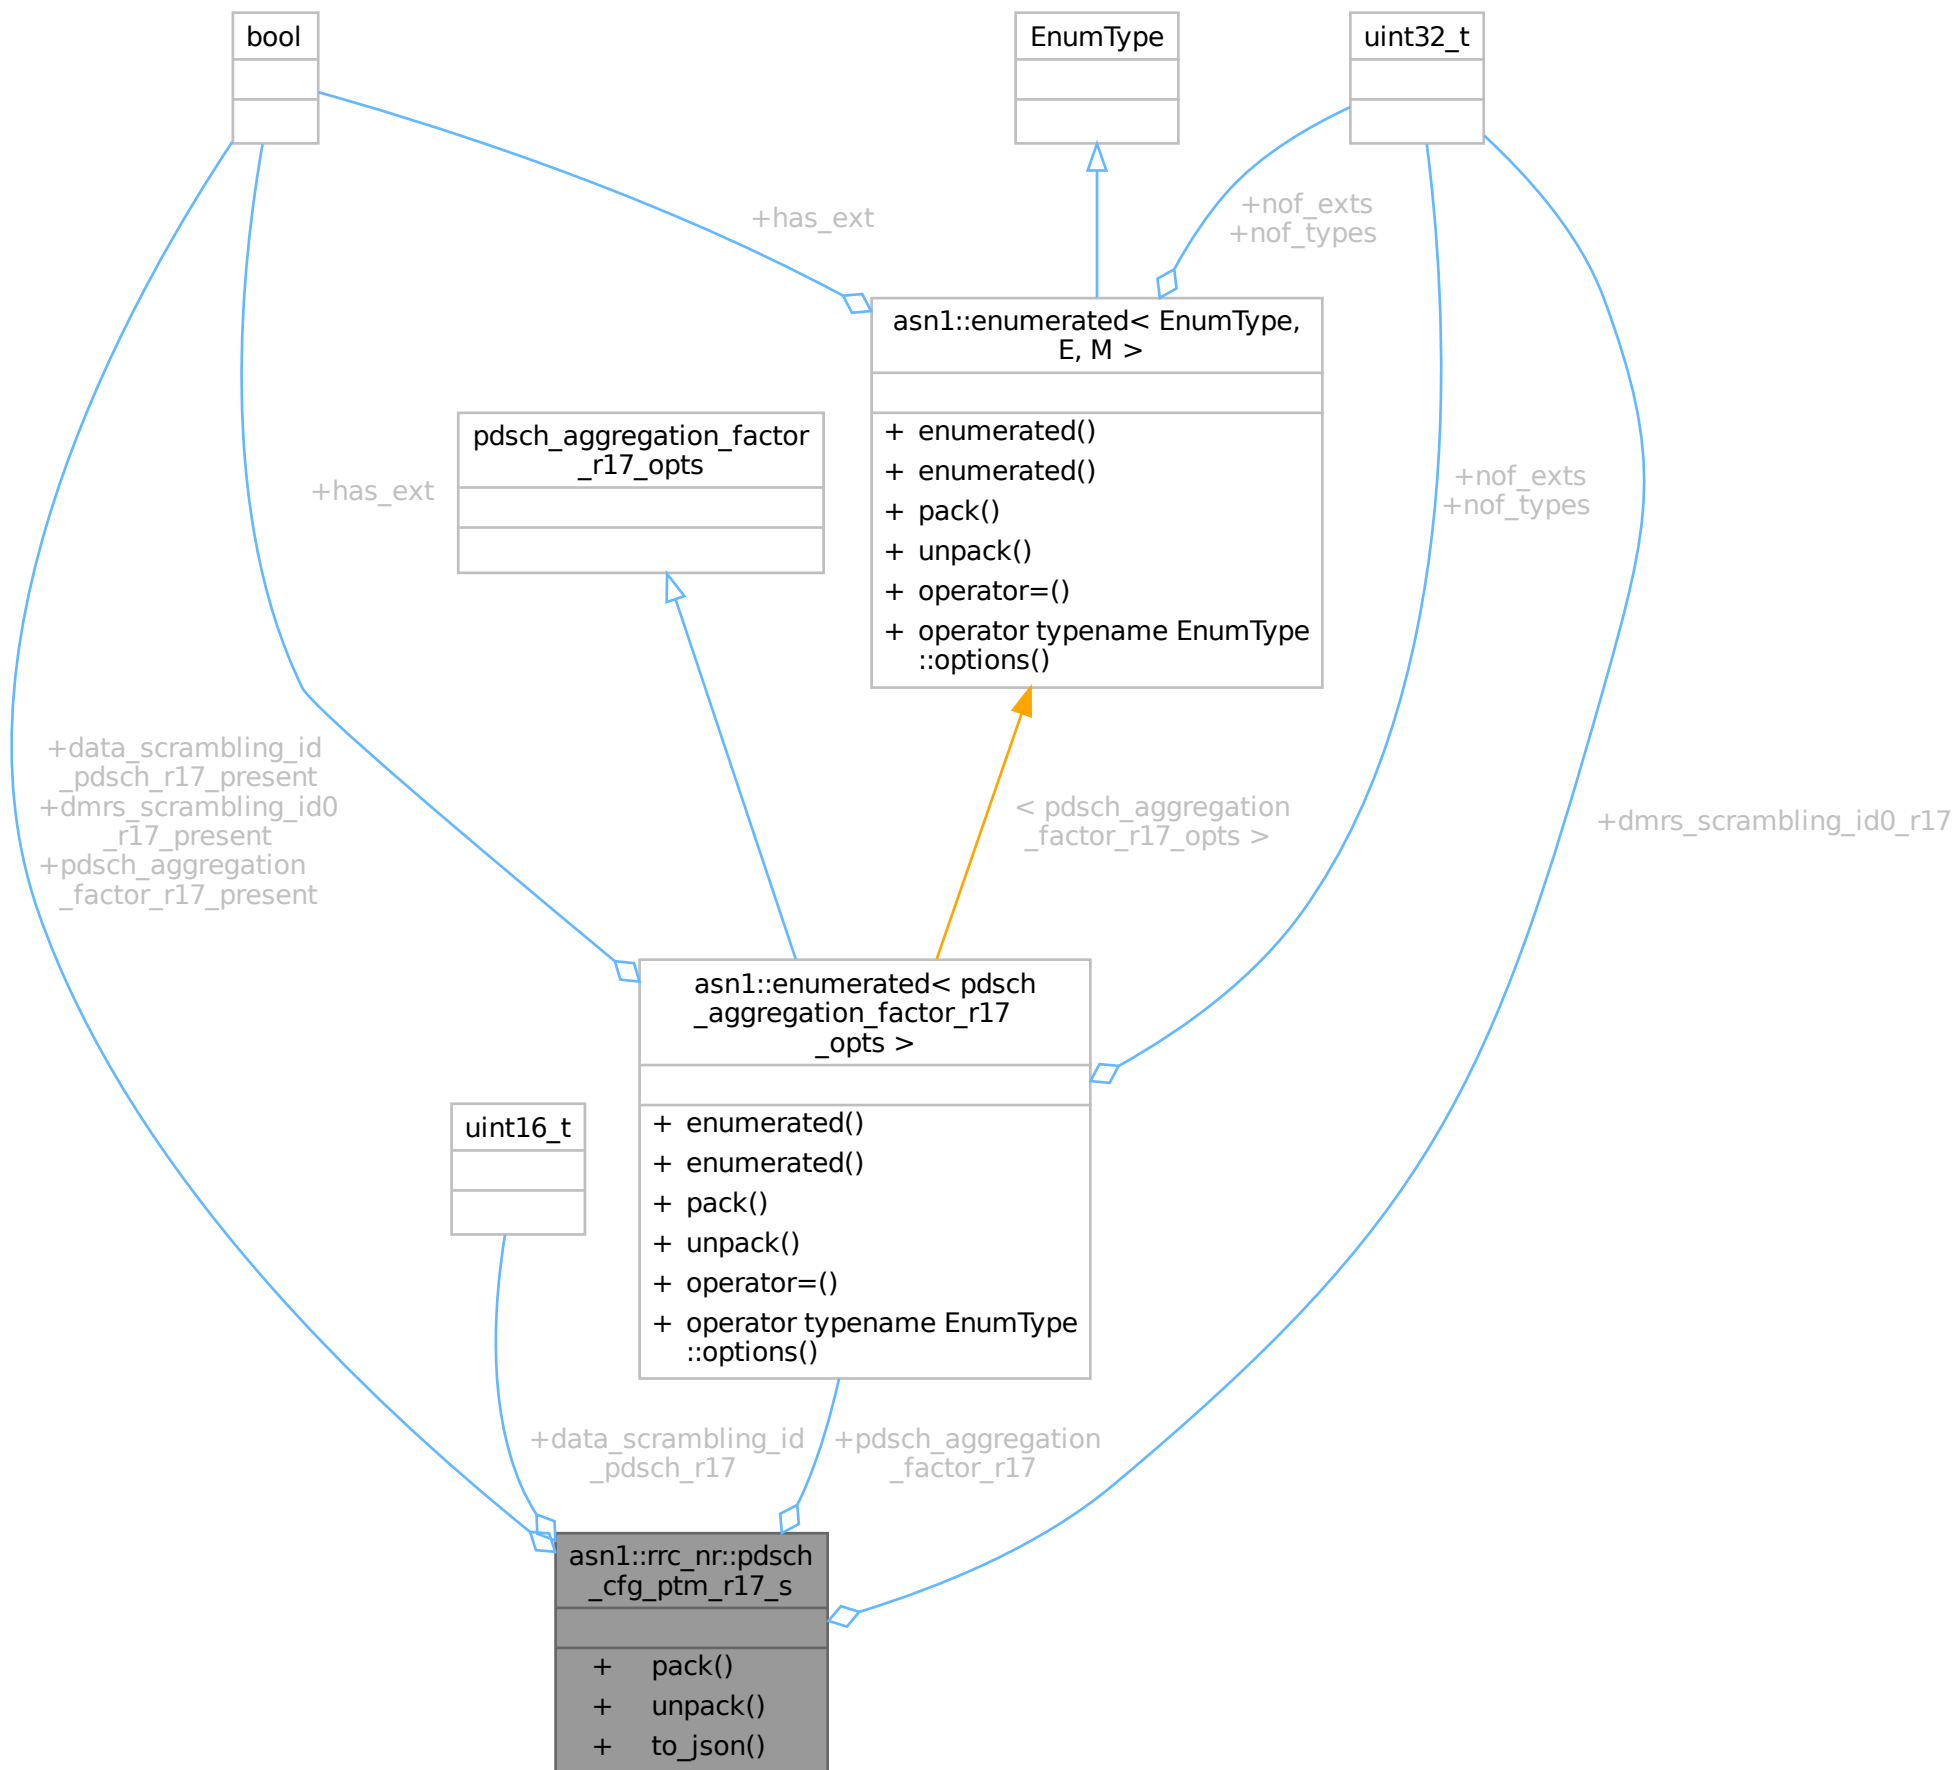 bool
EnumType
uint32_t
+has_ext
+nof_exts
+nof_types
asn1::enumerated< EnumType,
E, M >
+ enumerated()
+ enumerated()
+ pack()
+ unpack()
+ operator=()
+ operator typename EnumType
::options()
pdsch_aggregation_factor
_r17_opts
+has_ext
+nof_exts
+nof_types
+data_scrambling_id
_pdsch_r17_present
+dmrs_scrambling_id0
_r17_present
+pdsch_aggregation
_factor_r17_present
< pdsch_aggregation
_factor_r17_opts >
+dmrs_scrambling_id0_r17
asn1::enumerated< pdsch
_aggregation_factor_r17
_opts >
+ enumerated()
+ enumerated()
+ pack()
+ unpack()
+ operator=()
+ operator typename EnumType
::options()
uint16_t
+data_scrambling_id
_pdsch_r17
+pdsch_aggregation
_factor_r17
asn1::rrc_nr::pdsch
_cfg_ptm_r17_s
+ pack()
+ unpack()
+ to_json()